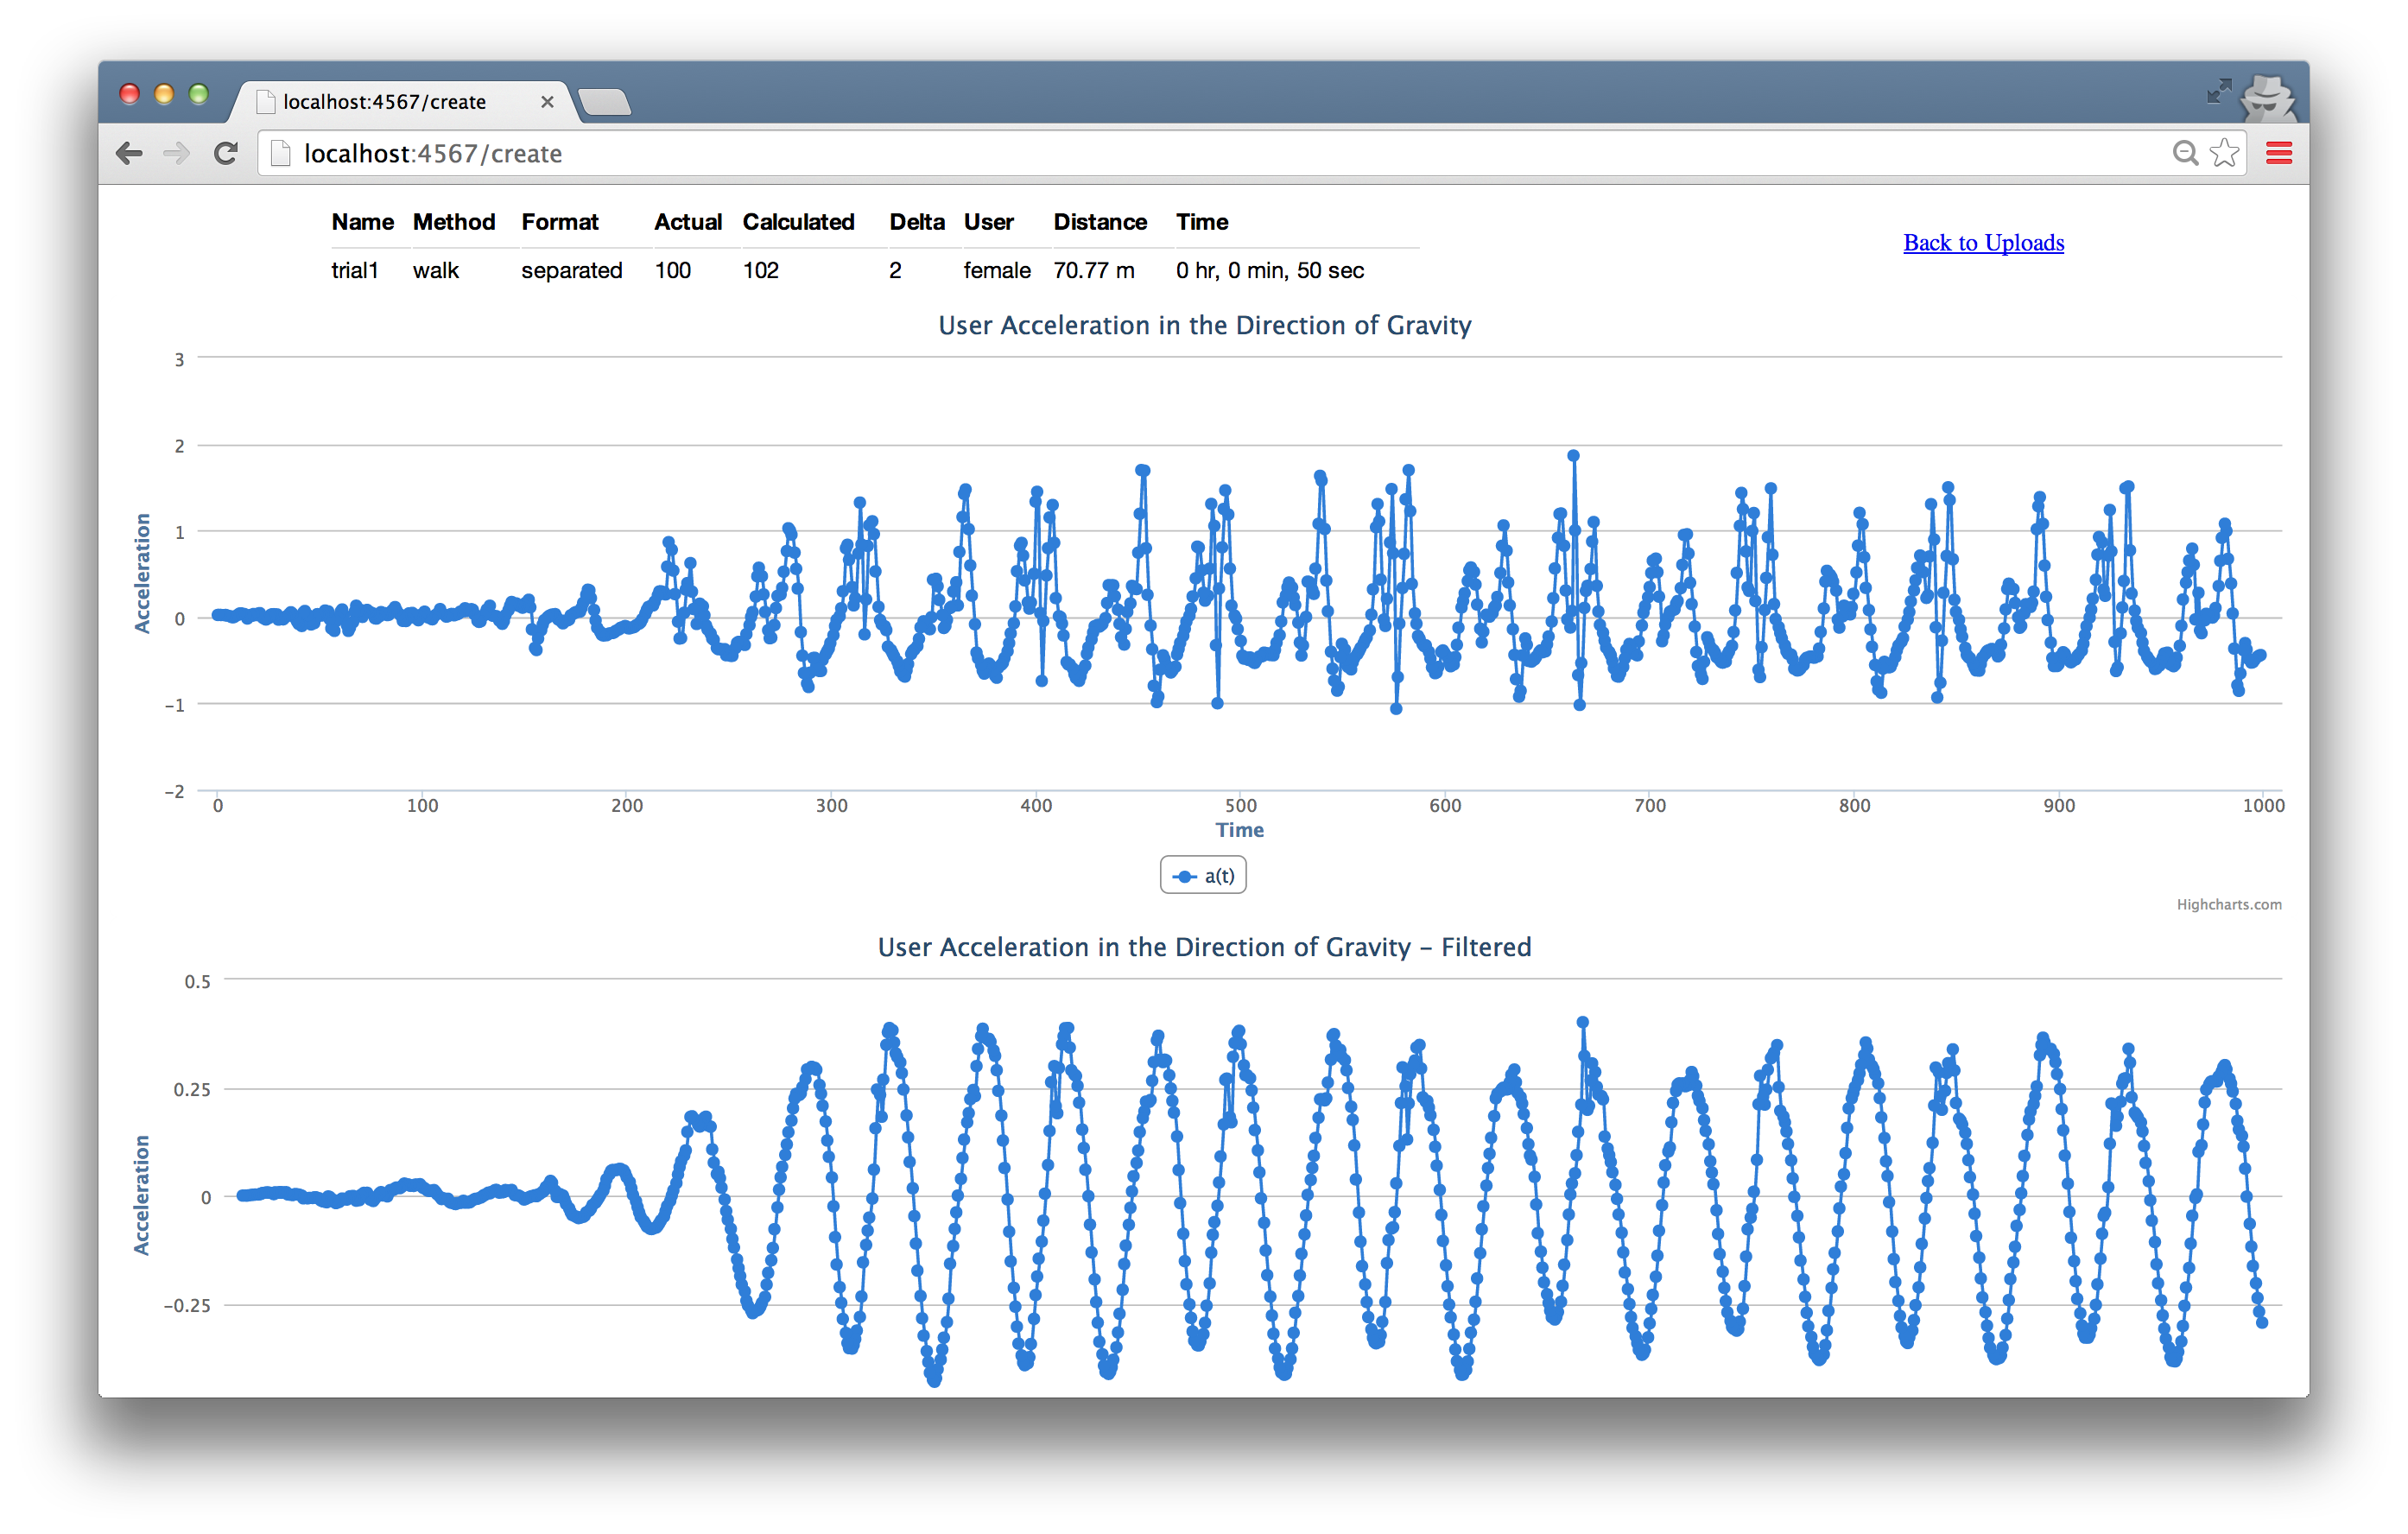 localhost:4567/create
localhost:4567/create
Name Method Format Actual Calculated Delta User Distance Time
trial1 walk separated 100 102 2 female 70.77 m 0 hr, 0 min, 50 sec
Back to Uploads
User Acceleration in the Direction of Gravity
3
2
1
0
−1
−2
Acceleration
0 100 200 300 400 500 600 700 800 900 1000
Time
a(t)
Highcharts.com
User Acceleration in the Direction of Gravity – Filtered
0.5
0.25
0
−0.25
Acceleration